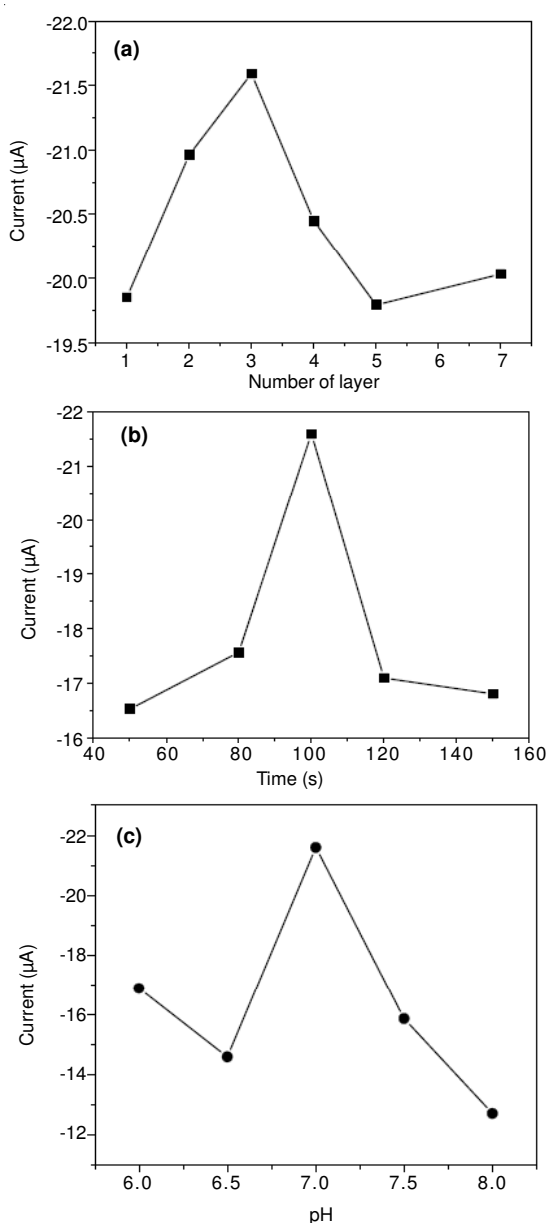 (a)
Current (µA)
-22.0
-21.5
-21.0
-20.5
-20.0
-19.5
1 2 3 4 5 6 7
Number of layer
(b)
Current (µA)
-22
-21
-20
-19
-18
-17
-16
40 60 80 100 120 140 160
Time (s)
(c)
Current (µA)
-22
-20
-18
-16
-14
-12
6.0 6.5 7.0 7.5 8.0
pH